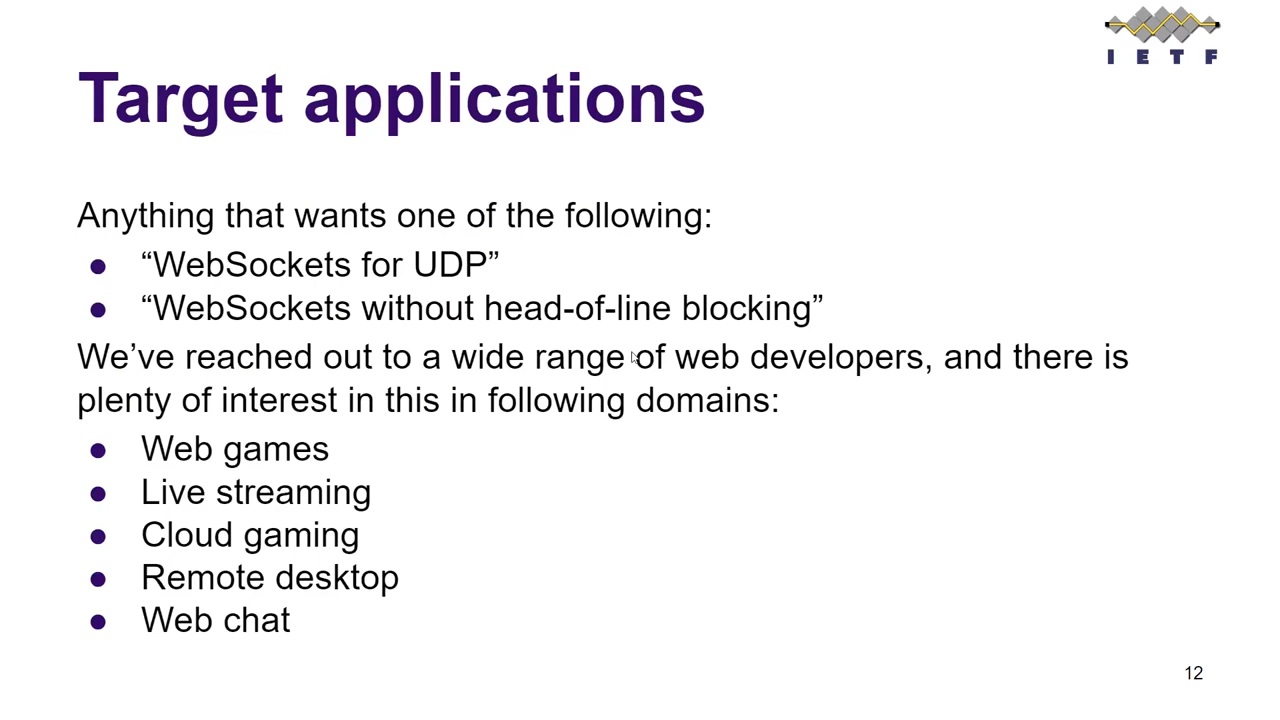 I E T F
Target applications
Anything that wants one of the following:
● “WebSockets for UDP”
● “WebSockets without head-of-line blocking”
We’ve reached out to a wide range of web developers, and there is
plenty of interest in this in following domains:
● Web games
● Live streaming
● Cloud gaming
● Remote desktop
● Web chat
12